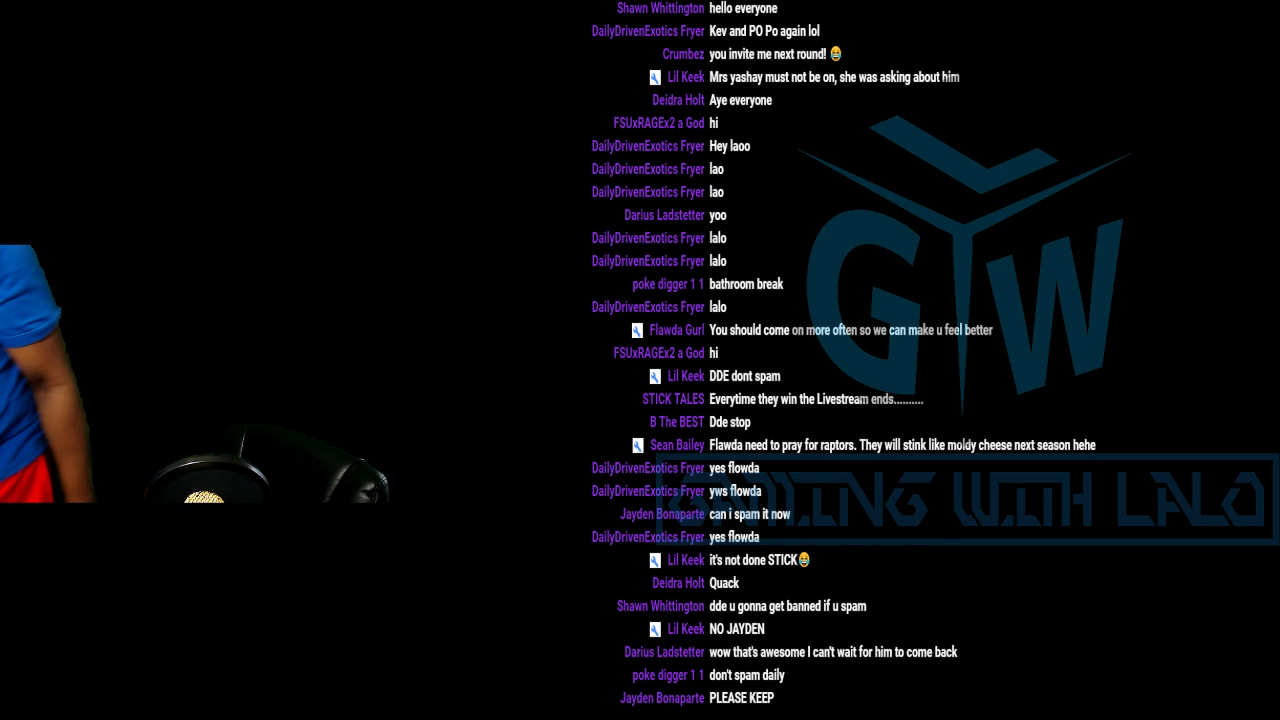 Shawn Whittington hello everyone
DailyDrivenExotics Fryer Kev and PO Po again lol
Crumbez you invite me next round! 😂
Lil Keek Mrs yashay must not be on, she was asking about him
Deidra Holt Aye everyone
FSUxRAGEx2 a God hi
DailyDrivenExotics Fryer Hey laoo
DailyDrivenExotics Fryer lao
DailyDrivenExotics Fryer lao
Darius Ladstetter yoo
DailyDrivenExotics Fryer lalo
DailyDrivenExotics Fryer lalo
poke digger 1 1 bathroom break
DailyDrivenExotics Fryer lalo
Flawda Gurl You should come on more often so we can make u feel better
FSUxRAGEx2 a God hi
Lil Keek DDE dont spam
STICK TALES Everytime they win the Livestream ends..........
B The BEST Dde stop
Sean Bailey Flawda need to pray for raptors. They will stink like moldy cheese next season hehe
DailyDrivenExotics Fryer yes flowda
DailyDrivenExotics Fryer yws flowda
Jayden Bonaparte can i spam it now
DailyDrivenExotics Fryer yes flowda
Lil Keek it's not done STICK😂
Deidra Holt Quack
Shawn Whittington dde u gonna get banned if u spam
Lil Keek NO JAYDEN
Darius Ladstetter wow that's awesome I can't wait for him to come back
poke digger 1 1 don't spam daily
Jayden Bonaparte PLEASE KEEP
GW
GAMING WITH LALO